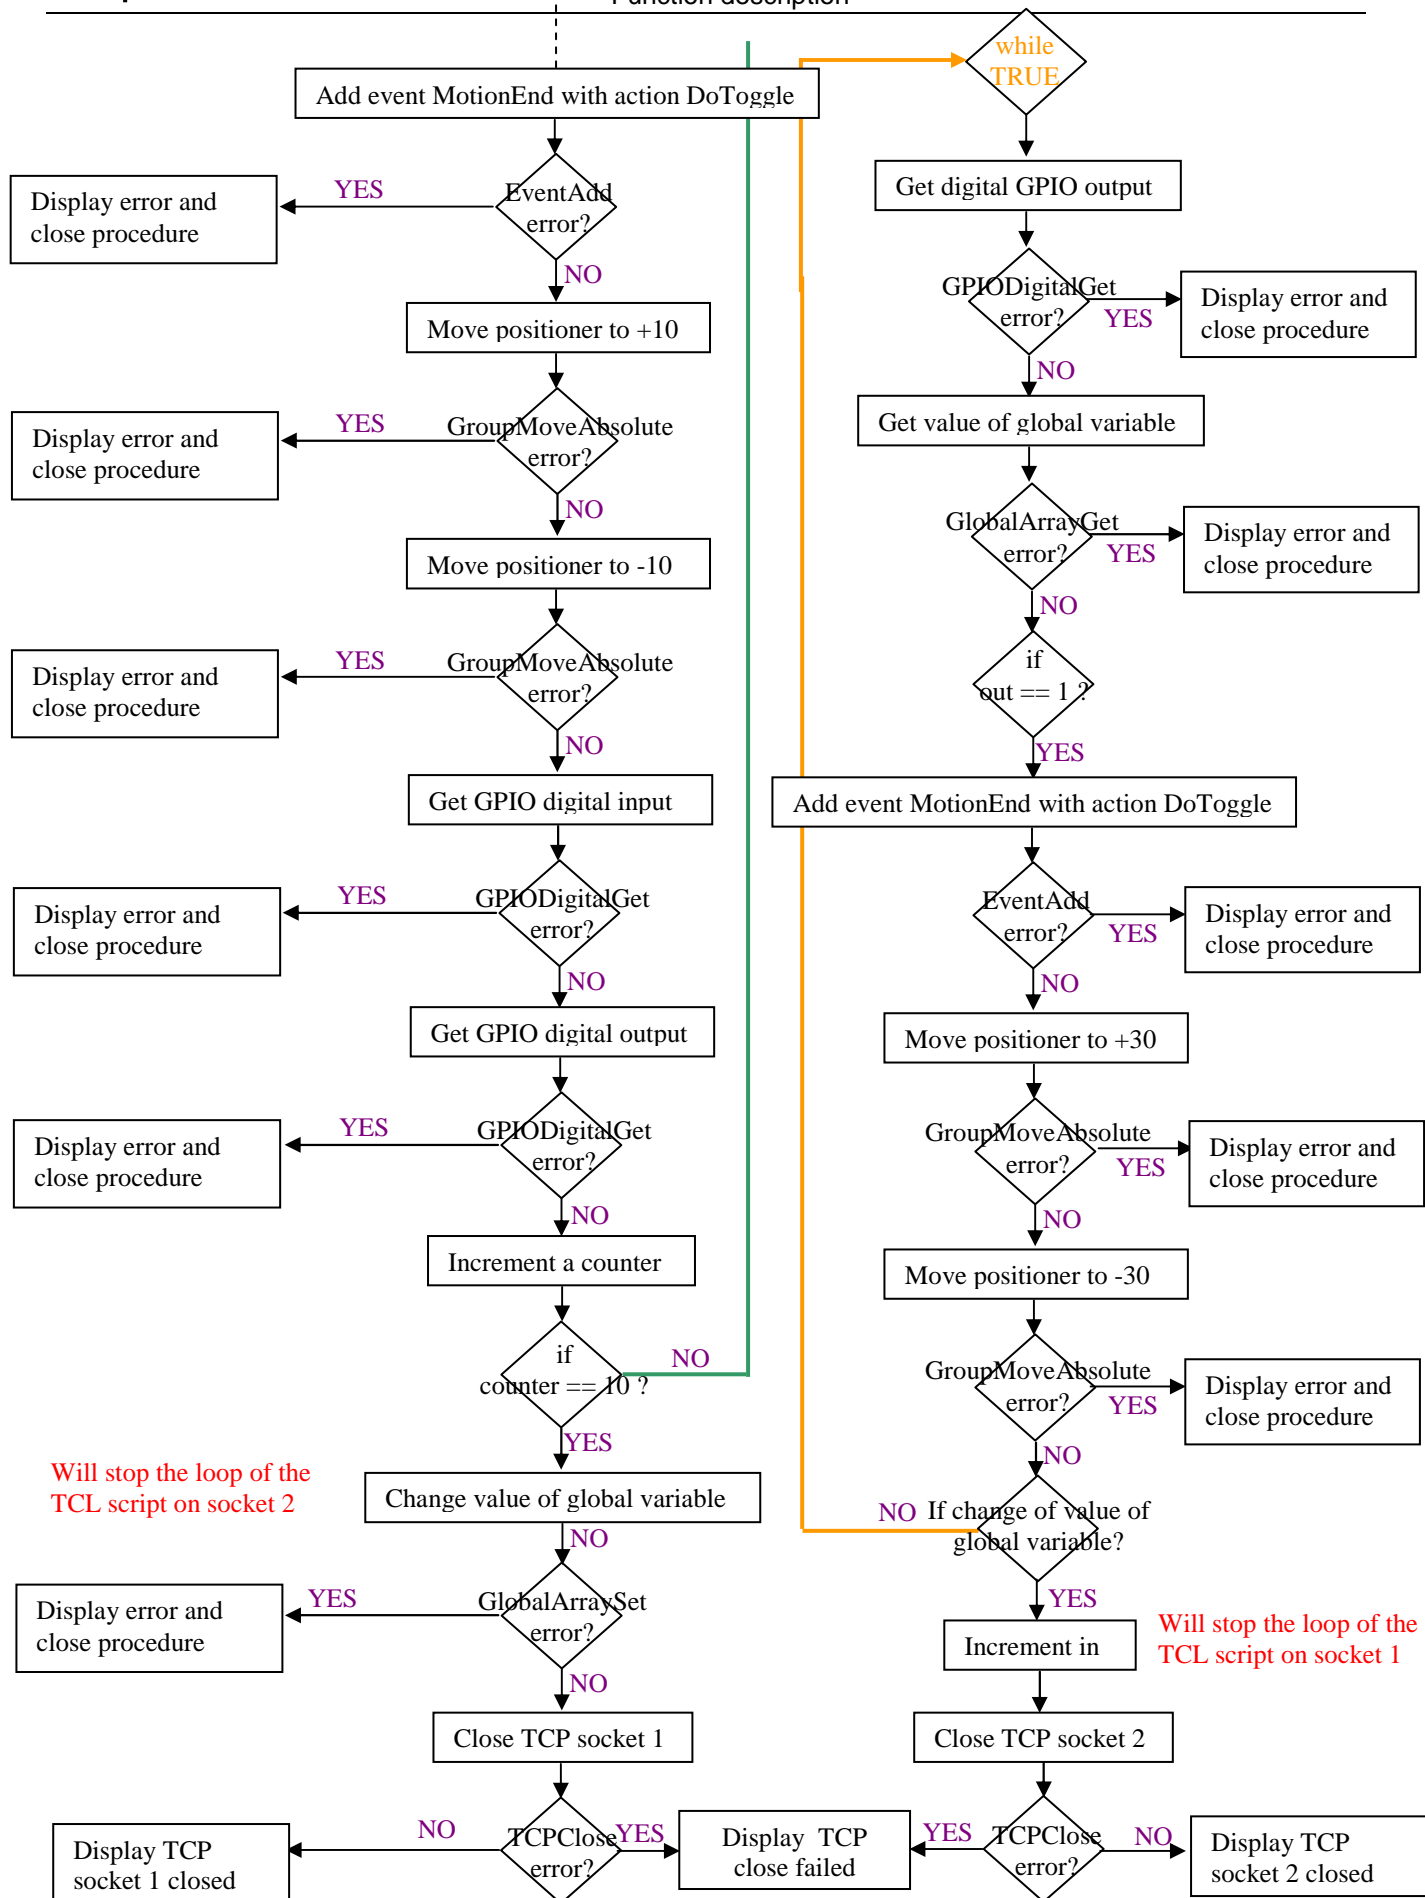 Function description
Add event MotionEnd with action DoToggle
EventAdd
error?
YES
Display error and
close procedure
NO
Move positioner to +10
GroupMoveAbsolute
error?
YES
Display error and
close procedure
NO
Move positioner to -10
GroupMoveAbsolute
error?
YES
Display error and
close procedure
NO
Get GPIO digital input
GPIODigitalGet
error?
YES
Display error and
close procedure
NO
Get GPIO digital output
GPIODigitalGet
error?
YES
Display error and
close procedure
NO
Increment a counter
if
counter == 10 ?
NO
YES
Will stop the loop of the
TCL script on socket 2
Change value of global variable
NO
GlobalArraySet
error?
YES
Display error and
close procedure
NO
Close TCP socket 1
TCPClose
error?
NO
Display TCP
socket 1 closed
YES
Display TCP
close failed
while
TRUE
Get digital GPIO output
GPIODigitalGet
error?
YES
Display error and
close procedure
NO
Get value of global variable
GlobalArrayGet
error?
YES
Display error and
close procedure
NO
if
out == 1 ?
YES
Add event MotionEnd with action DoToggle
EventAdd
error?
YES
Display error and
close procedure
NO
Move positioner to +30
GroupMoveAbsolute
error?
YES
Display error and
close procedure
NO
Move positioner to -30
GroupMoveAbsolute
error?
YES
Display error and
close procedure
NO
If change of value of
global variable?
NO
YES
Increment in
Will stop the loop of the
TCL script on socket 1
Close TCP socket 2
TCPClose
error?
YES
NO
Display TCP
socket 2 closed